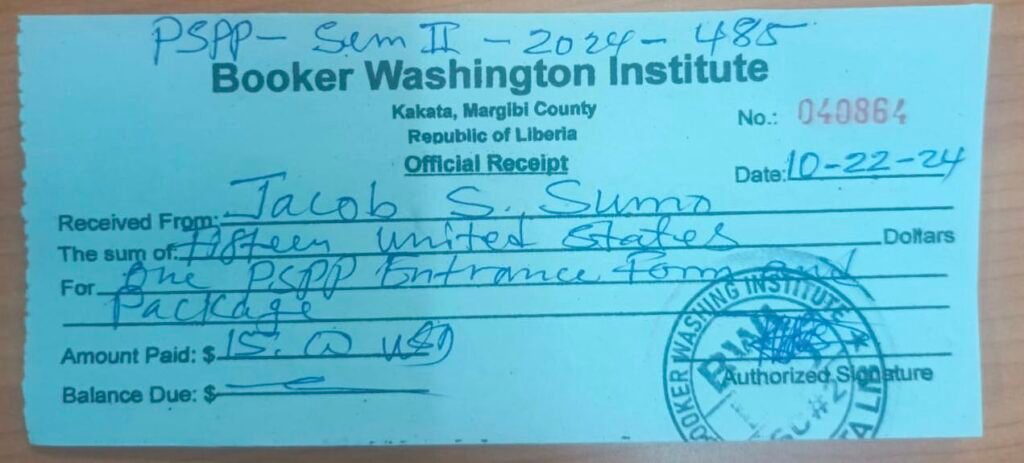 PSPP - Sem II - 2024 - 485
Booker Washington Institute
Kakata, Margibi County
Republic of Liberia
No.: 040864
Official Receipt
Date: 10-22-24
Received From: Jacob S. Sumo
The sum of: fifteen united states Dollars
For One PSPP Entrance Form and
Package
Amount Paid: $ 15.00 USD
Balance Due: $
Authorized Signature
BOOKER WASHING INSTITUTE